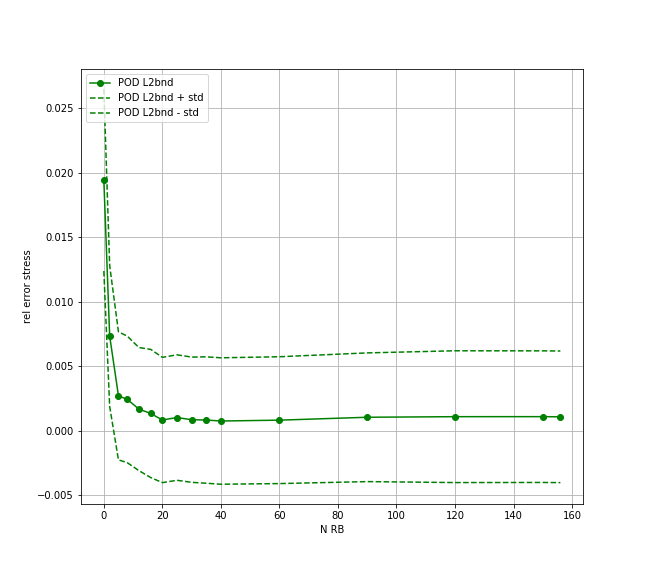 POD L2bnd
POD L2bnd + std
POD L2bnd - std
0.025
0.020
0.015
0.010
0.005
0.000
−0.005
rel error stress
0 20 40 60 80 100 120 140 160
N RB